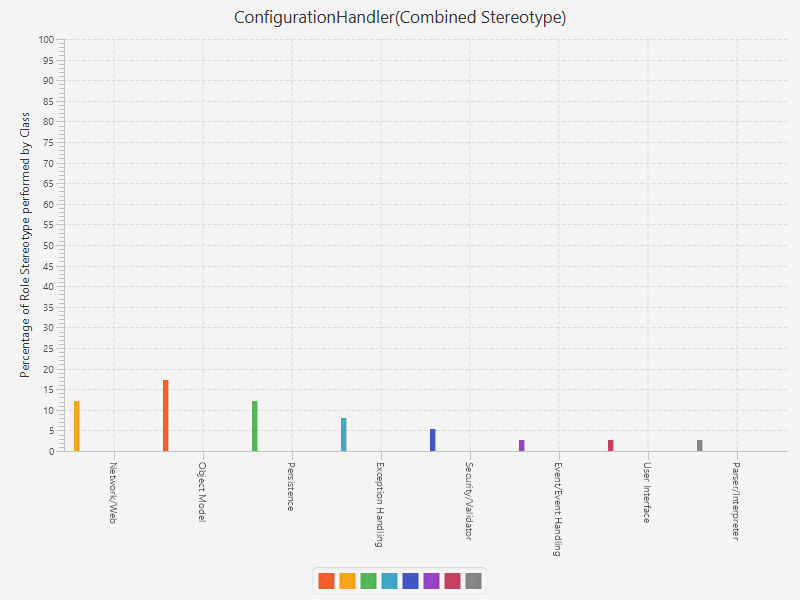 ConfigurationHandler(Combined Stereotype)
Percentage of Role Stereotype performed by Class
100
95
90
85
80
75
70
65
60
55
50
45
40
35
30
25
20
15
10
5
0
Network/Web
Object Model
Persistence
Exception Handling
Security/Validator
Event/Event Handling
User Interface
Parser/Interpreter